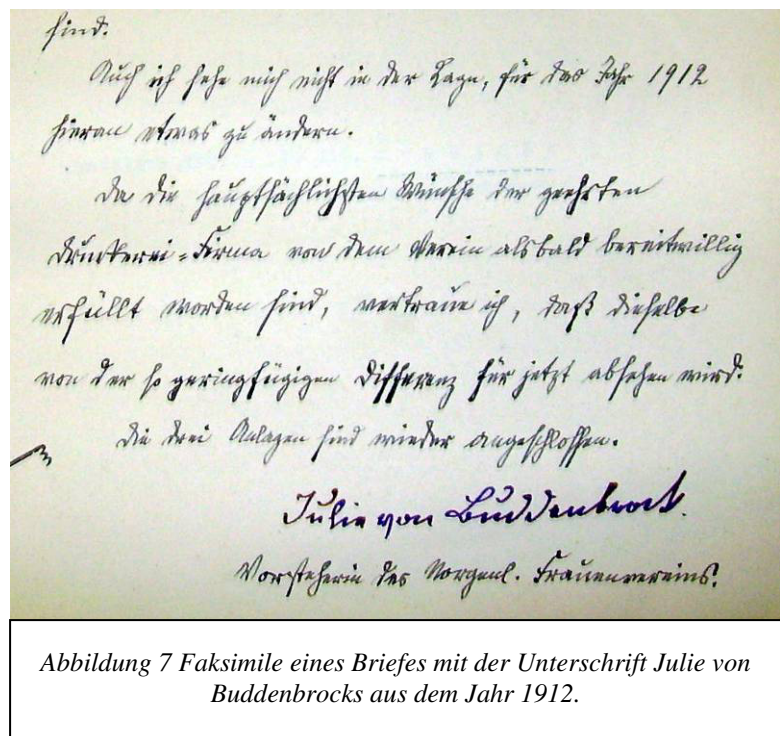 sind.
Auch ich sehe mich nicht in der Lage, für das Jahr 1912
hieran etwas zu ändern.
Da die hauptsächlichsten Wünsche der geehrten
Druckerei-Firma von dem Verein alsbald bereitwillig
erfüllt worden sind, vertraue ich, daß dieselbe
von der so geringfügigen Differenz für jetzt absehen wird.
Die drei Anlagen sind wieder angeschlossen.
Julie von Buddenbrock.
Vorsteherin des Morgenl. Frauenvereins.
Abbildung 7 Faksimile eines Briefes mit der Unterschrift Julie von
Buddenbrocks aus dem Jahr 1912.